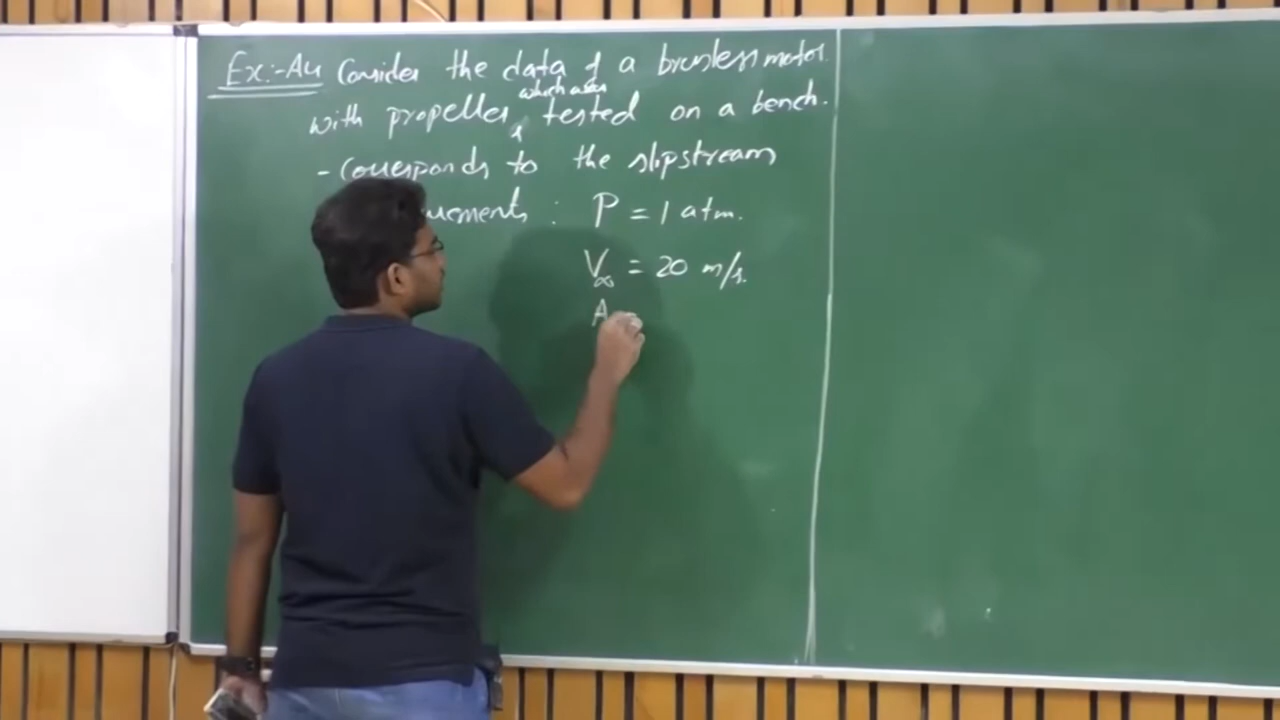 Ex:- A4 Consider the data of a brushless motor.
which was
with propeller, tested on a bench.
- Corresponds to the slipstream
uements : P = 1 atm.
V∞ = 20 m/s.
A